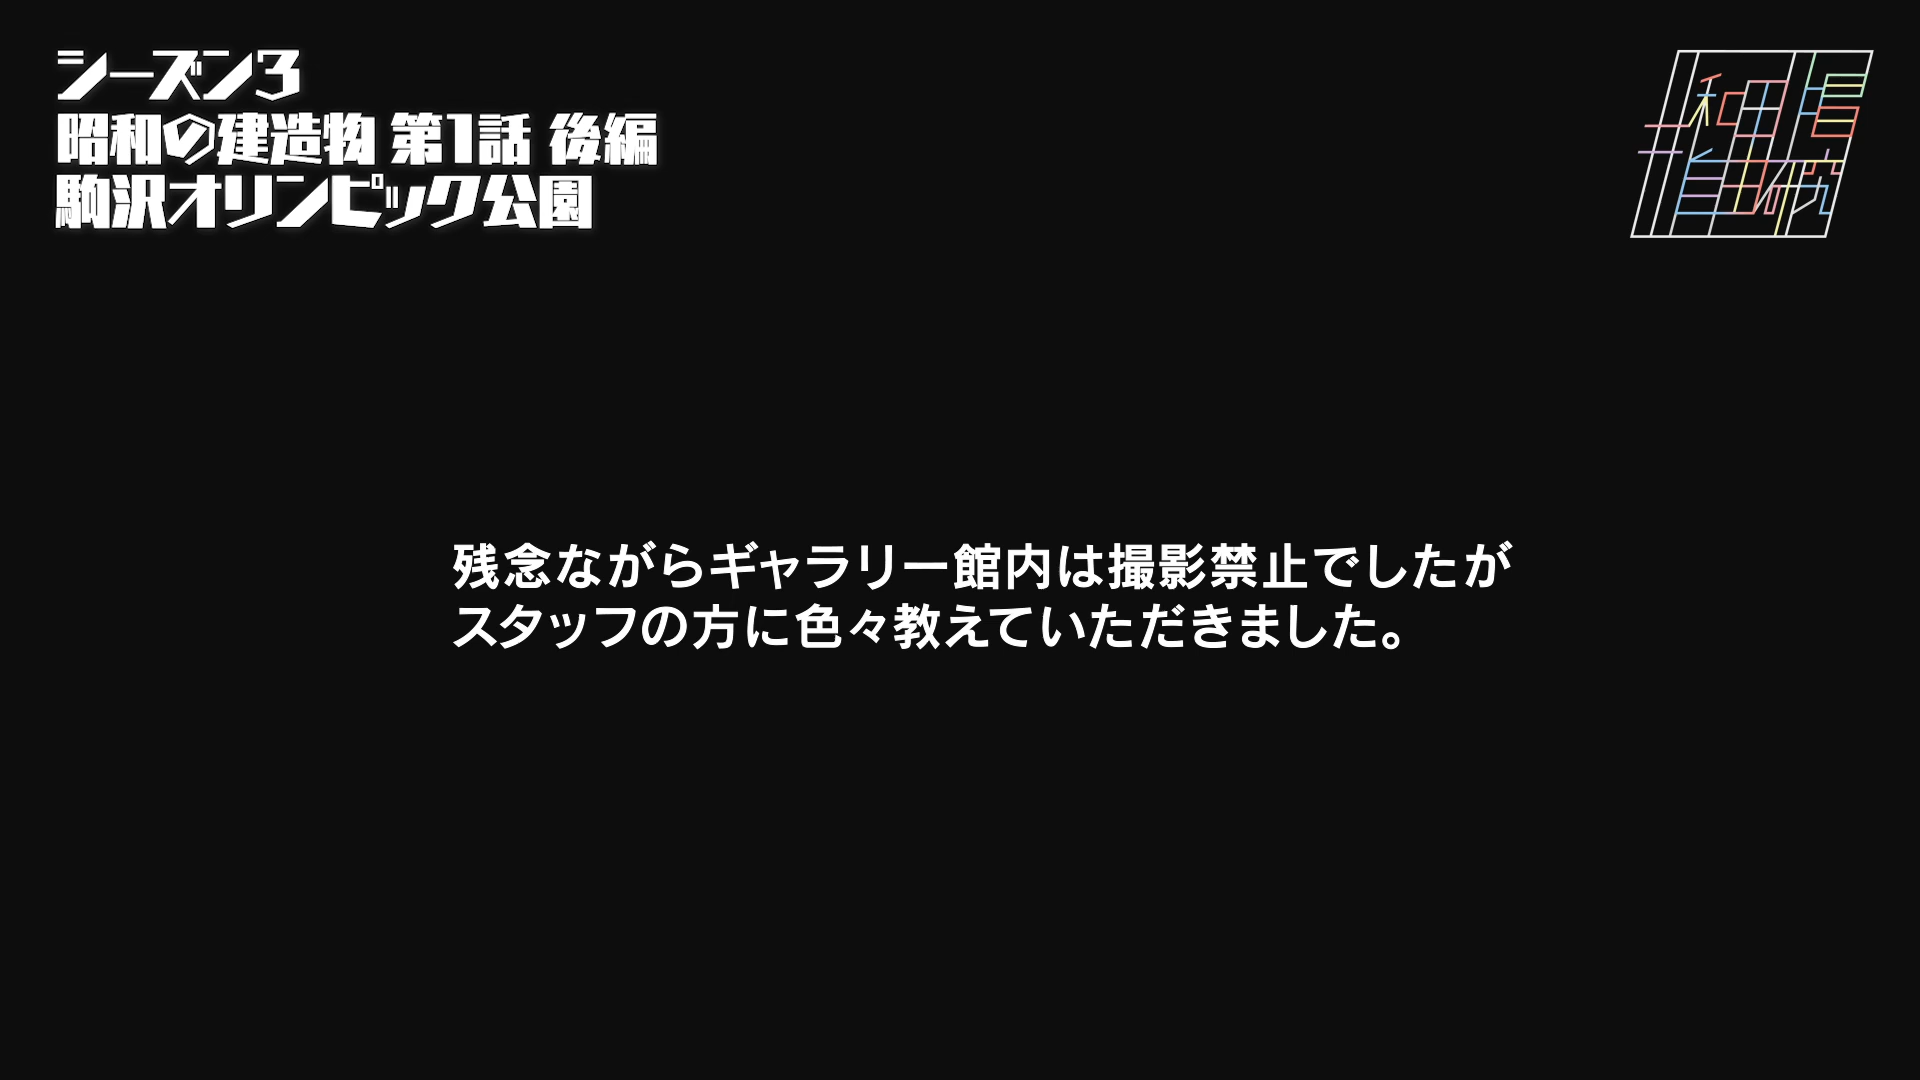 シーズン3
昭和の建造物 第1話 後編
駒沢オリンピック公園
残念ながらギャラリー館内は撮影禁止でしたが
スタッフの方に色々教えていただきました。